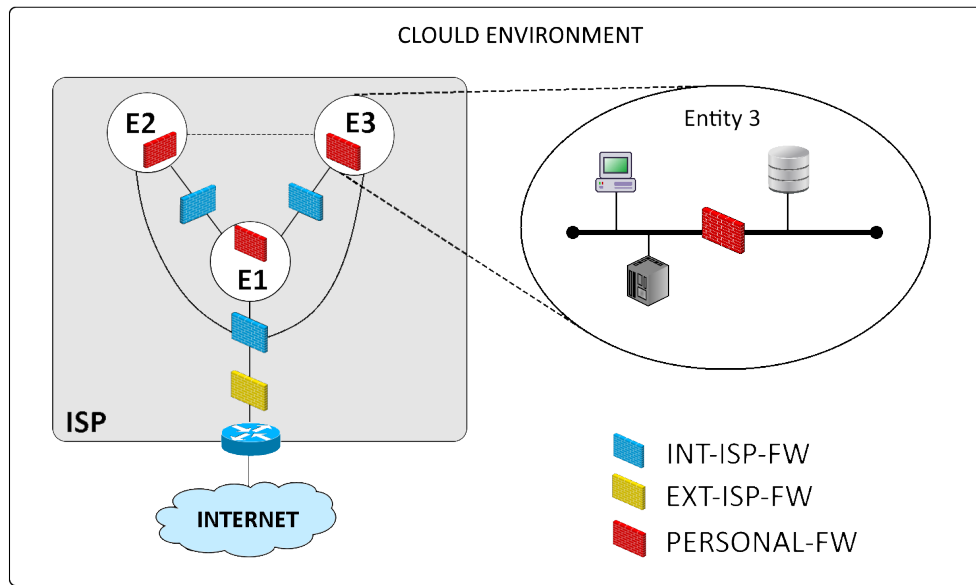 CLOULD ENVIRONMENT
E2
E3
Entity 3
E1
ISP
INTERNET
INT-ISP-FW
EXT-ISP-FW
PERSONAL-FW